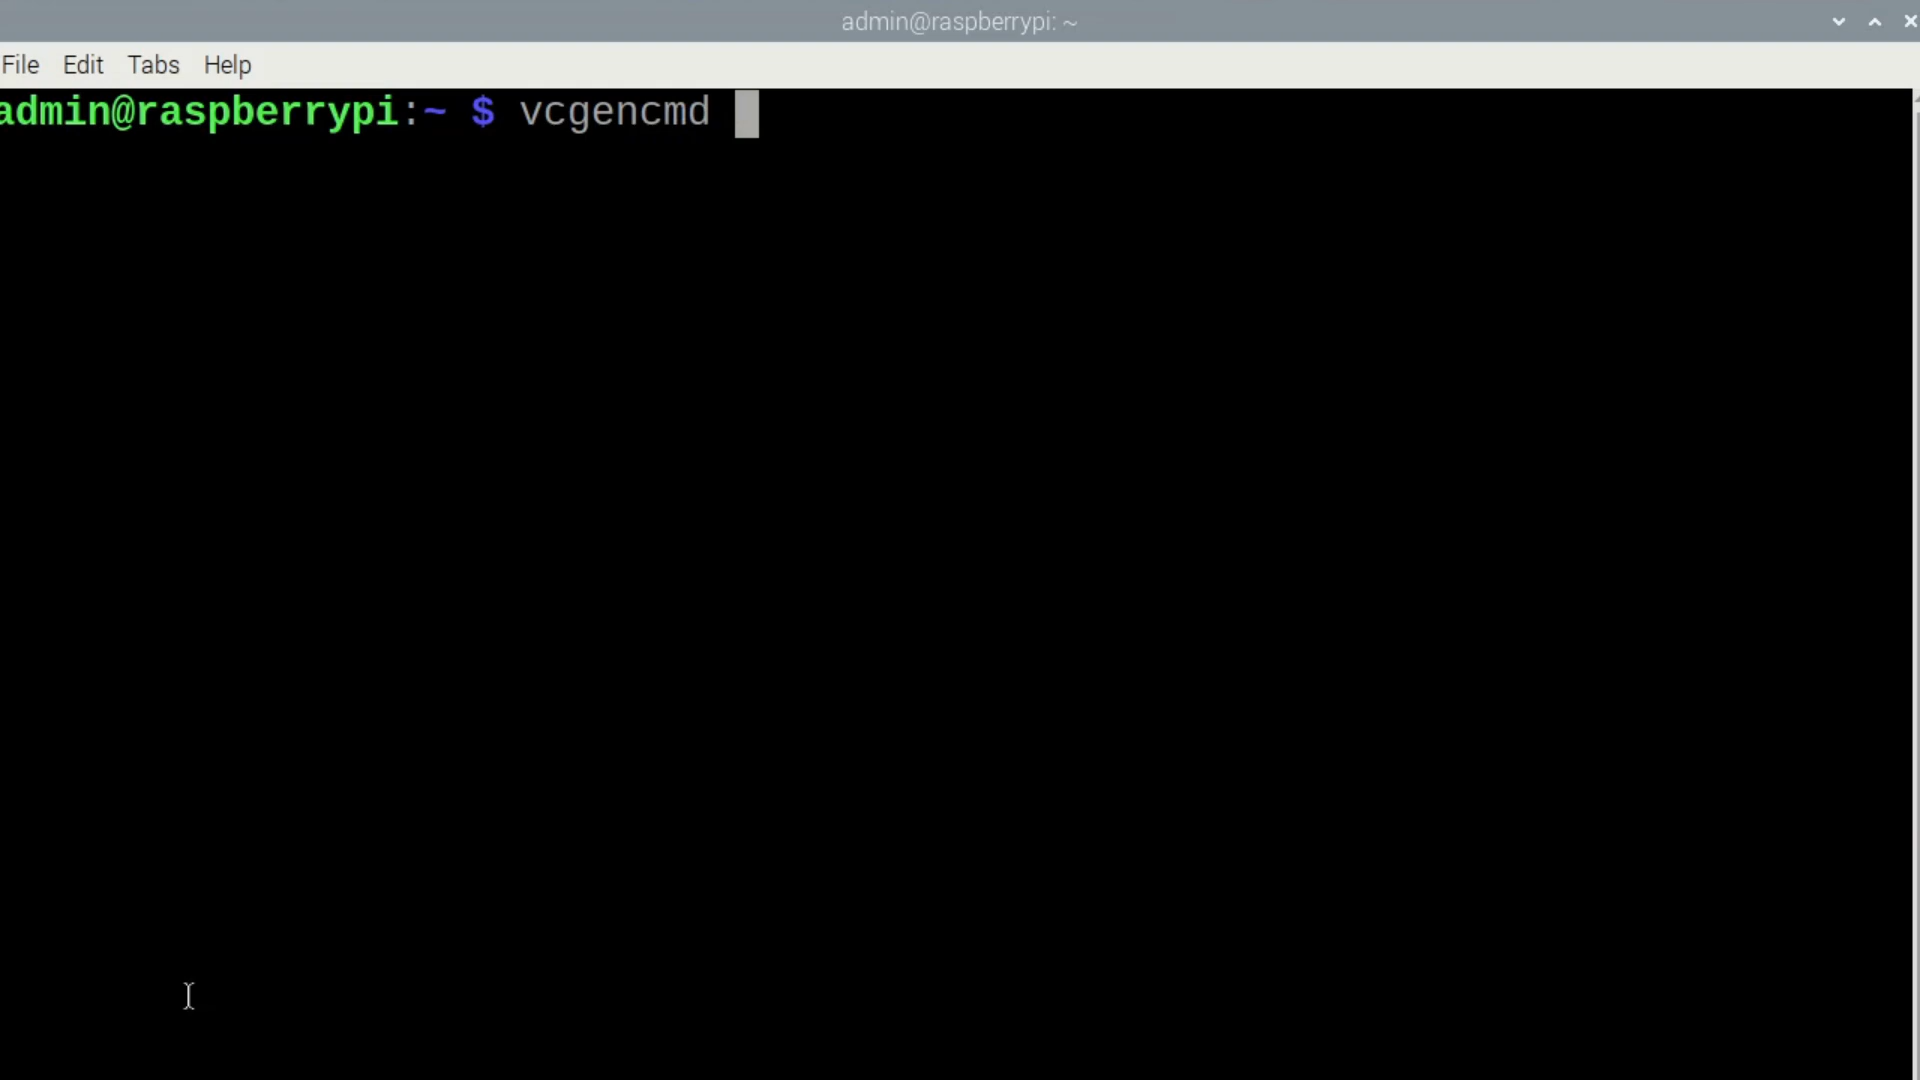 admin@raspberrypi: ~
File Edit Tabs Help
admin@raspberrypi:~ $ vcgencmd